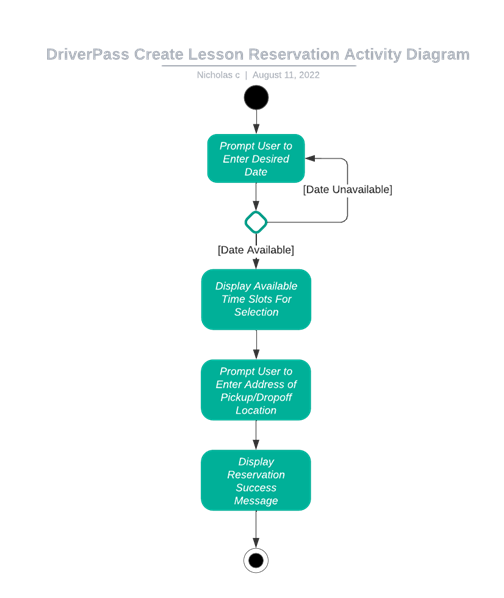 DriverPass Create Lesson Reservation Activity Diagram
Nicholas c | August 11, 2022
Prompt User to
Enter Desired
Date
[Date Unavailable]
[Date Available]
Display Available
Time Slots For
Selection
Prompt User to
Enter Address of
Pickup/Dropoff
Location
Display
Reservation
Success
Message